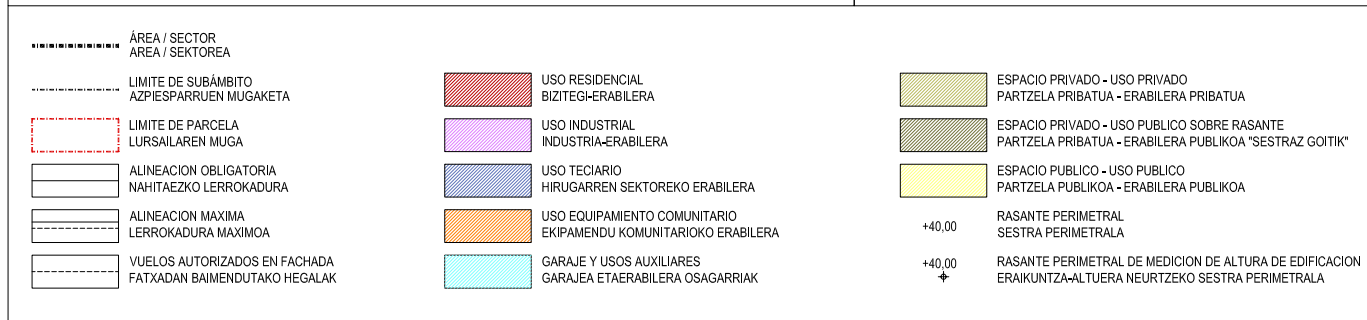 ÁREA / SECTOR
AREA / SEKTOREA
LIMITE DE SUBÁMBITO
AZPIESPARRUEN MUGAKETA
LIMITE DE PARCELA
LURSAILAREN MUGA
ALINEACION OBLIGATORIA
NAHITAEZKO LERROKADURA
ALINEACION MAXIMA
LERROKADURA MAXIMOA
VUELOS AUTORIZADOS EN FACHADA
FATXADAN BAIMENDUTAKO HEGALAK
USO RESIDENCIAL
BIZITEGI-ERABILERA
USO INDUSTRIAL
INDUSTRIA-ERABILERA
USO TECIARIO
HIRUGARREN SEKTOREKO ERABILERA
USO EQUIPAMIENTO COMUNITARIO
EKIPAMENDU KOMUNITARIOKO ERABILERA
GARAJE Y USOS AUXILIARES
GARAJEA ETAERABILERA OSAGARRIAK
ESPACIO PRIVADO - USO PRIVADO
PARTZELA PRIBATUA - ERABILERA PRIBATUA
ESPACIO PRIVADO - USO PUBLICO SOBRE RASANTE
PARTZELA PRIBATUA - ERABILERA PUBLIKOA "SESTRAZ GOITIK"
ESPACIO PUBLICO - USO PUBLICO
PARTZELA PUBLIKOA - ERABILERA PUBLIKOA
+40,00
RASANTE PERIMETRAL
SESTRA PERIMETRALA
+40,00
RASANTE PERIMETRAL DE MEDICION DE ALTURA DE EDIFICACION
ERAIKUNTZA-ALTUERA NEURTZEKO SESTRA PERIMETRALA